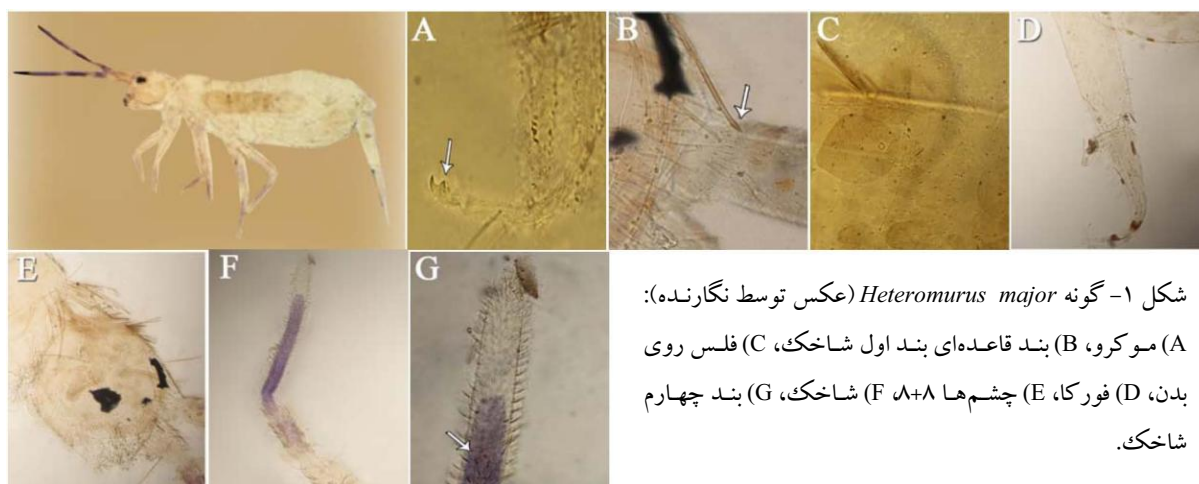 A
B
C
D
E
F
G
شکل ۱- گونه Heteromurus major (عکس توسط نگارنده):
A) موکرو، B) بند قاعده‌ای بند اول شاخک، C) فلس روی
بدن، D) فورکا، E) چشم‌ها ۸+۸، F) شاخک، G) بند چهارم
شاخک.